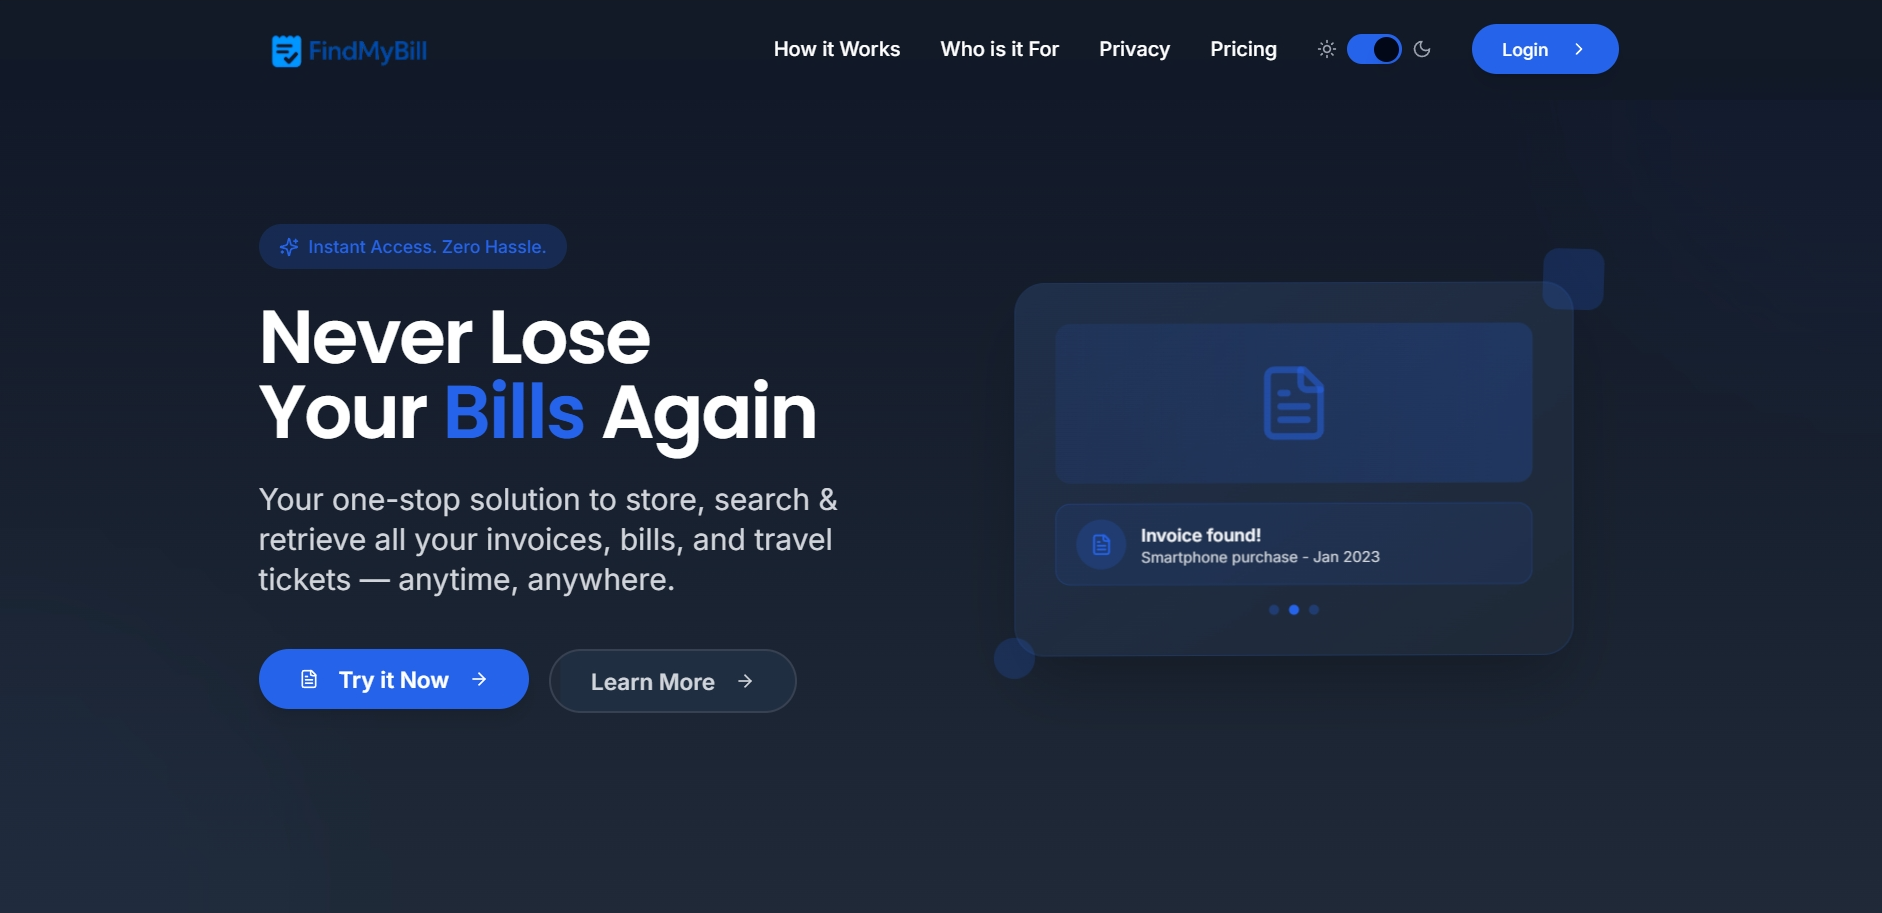 FindMyBill
How it Works
Who is it For
Privacy
Pricing
Login
Instant Access. Zero Hassle.
Never Lose
Your Bills Again
Your one-stop solution to store, search &
retrieve all your invoices, bills, and travel
tickets — anytime, anywhere.
Try it Now
Learn More
Invoice found!
Smartphone purchase - Jan 2023